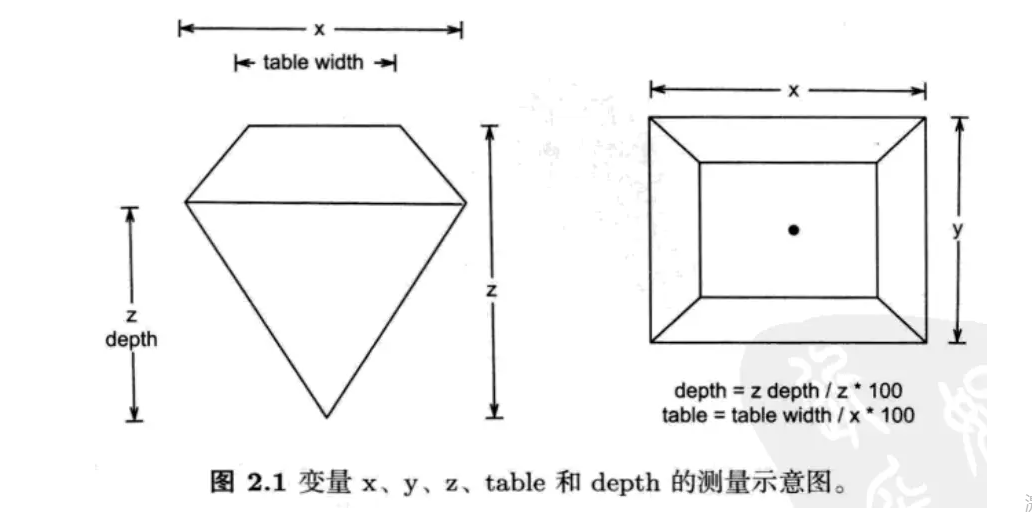 x
table width
x
z
depth
z
y
depth = z depth / z * 100
table = table width / x * 100
图 2.1 变量 x、y、z、table 和 depth 的测量示意图。